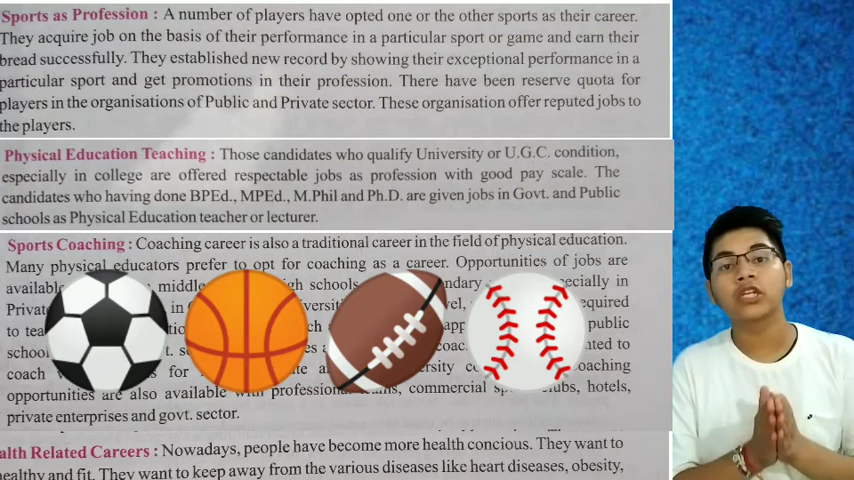 Sports as Profession : A number of players have opted one or the other sports as their career.
They acquire job on the basis of their performance in a particular sport or game and earn their
bread successfully. They established new record by showing their exceptional performance in a
particular sport and get promotions in their profession. There have been reserve quota for
players in the organisations of Public and Private sector. These organisation offer reputed jobs to
the players.
Physical Education Teaching : Those candidates who qualify University or U.G.C. condition,
especially in college are offered respectable jobs as profession with good pay scale. The
candidates who having done BPEd., MPEd., M.Phil and Ph.D. are given jobs in Govt. and Public
schools as Physical Education teacher or lecturer.
Sports Coaching : Coaching career is also a traditional career in the field of physical education.
Many physical educators prefer to opt for coaching as a career. Opportunities of jobs are
middle schools
in
to public
coach for
opportunities are also available with professional commercial hotels,
private enterprises and govt. sector.
Related Careers : Nowadays, people have become more health concious. They want to
healthy and fit. They want to keep away from the various diseases like heart diseases, obesity,